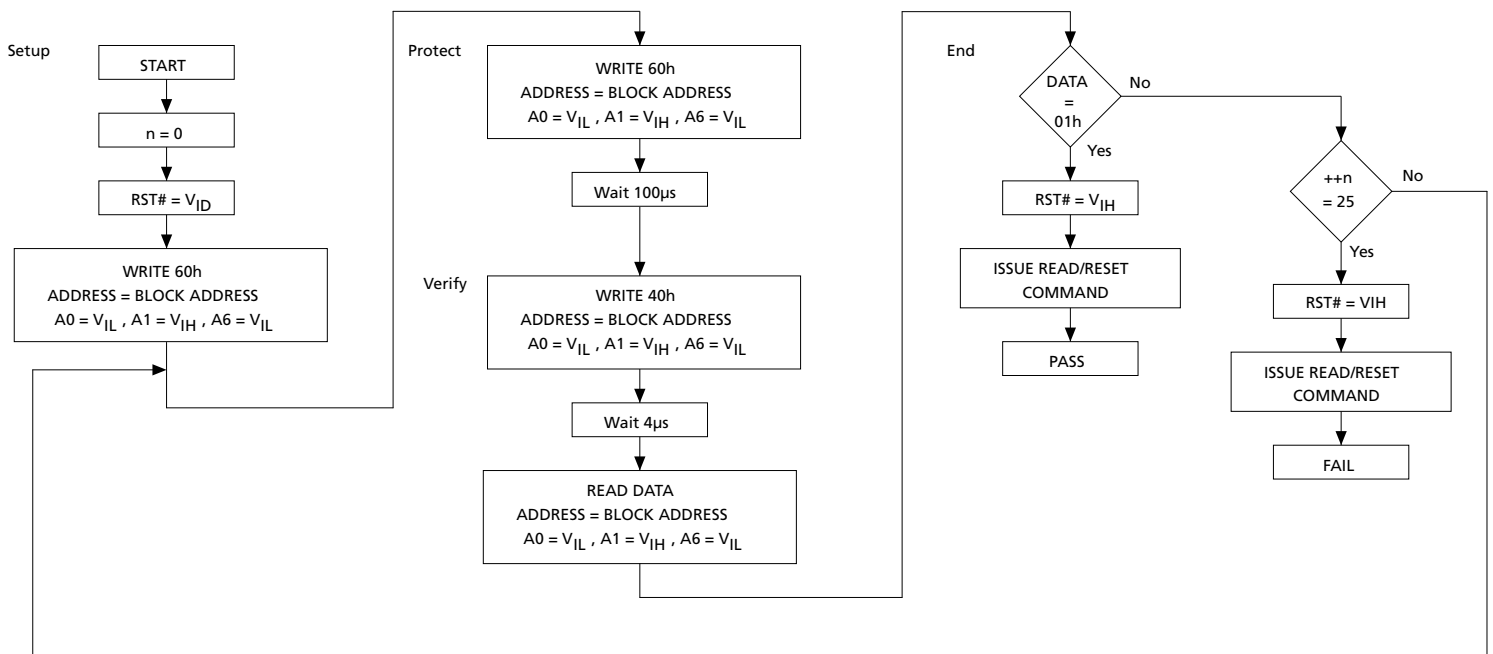 Setup
START
n = 0
RST# = VID
WRITE 60h
ADDRESS = BLOCK ADDRESS
A0 = VIL , A1 = VIH , A6 = VIL
Protect
WRITE 60h
ADDRESS = BLOCK ADDRESS
A0 = VIL , A1 = VIH , A6 = VIL
Wait 100µs
Verify
WRITE 40h
ADDRESS = BLOCK ADDRESS
A0 = VIL , A1 = VIH , A6 = VIL
Wait 4µs
READ DATA
ADDRESS = BLOCK ADDRESS
A0 = VIL , A1 = VIH , A6 = VIL
End
DATA
=
01h
No
Yes
RST# = VIH
ISSUE READ/RESET
COMMAND
PASS
++n
= 25
No
Yes
RST# = VIH
ISSUE READ/RESET
COMMAND
FAIL